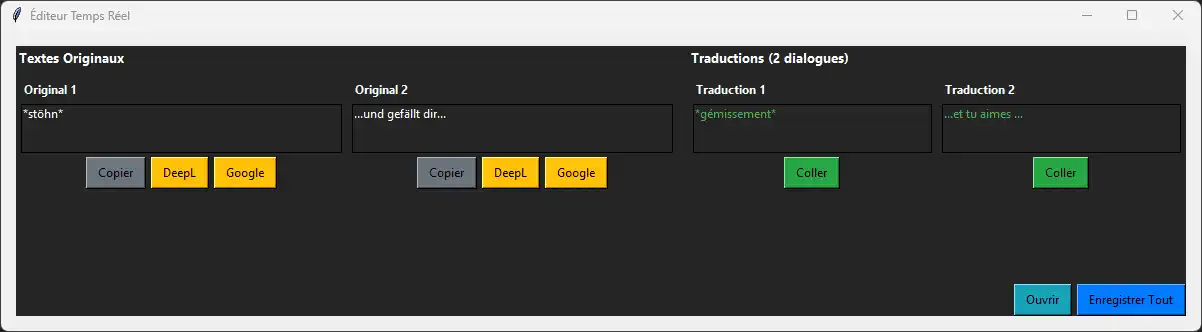 Éditeur Temps Réel
Textes Originaux
Traductions (2 dialogues)
Original 1
Original 2
Traduction 1
Traduction 2
*stöhn*
...und gefällt dir...
*gémissement*
...et tu aimes ...
Copier DeepL Google
Copier DeepL Google
Coller
Coller
Ouvrir Enregistrer Tout